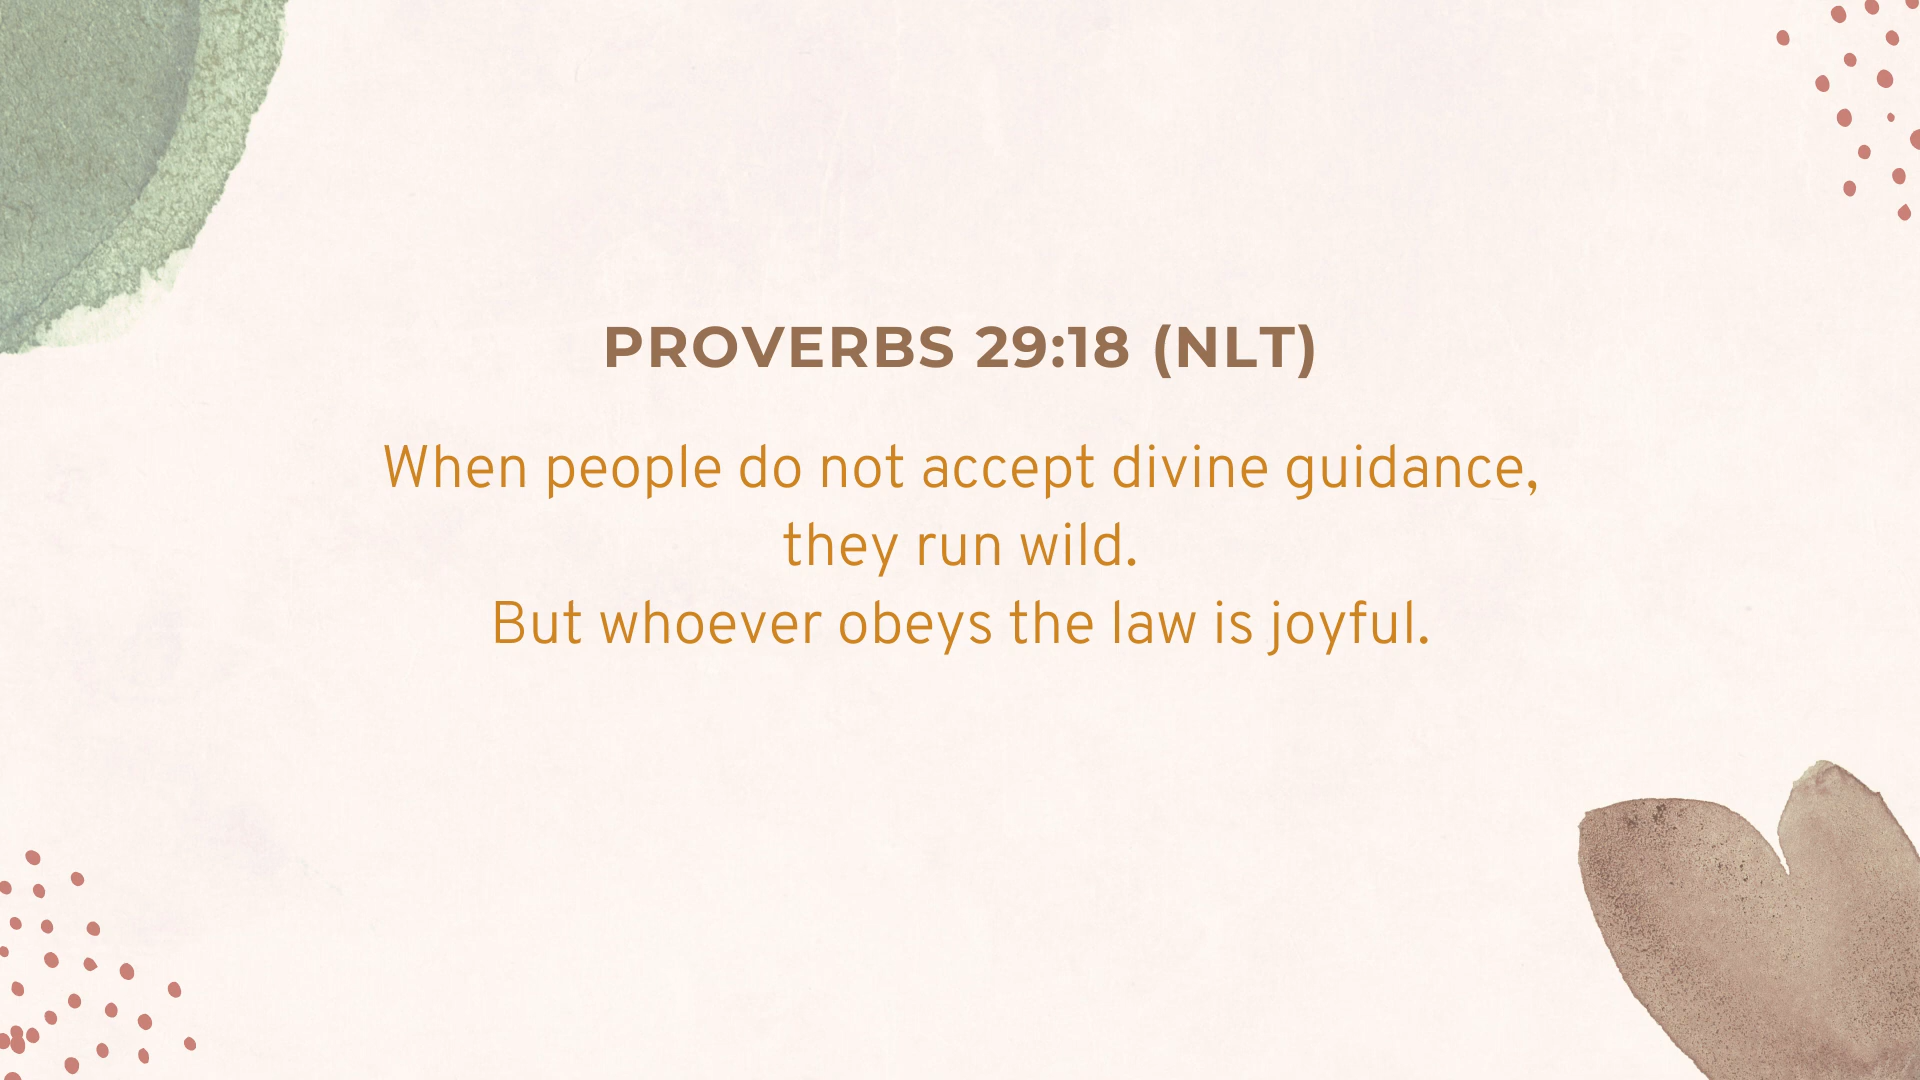 PROVERBS 29:18 (NLT)
When people do not accept divine guidance,
they run wild.
But whoever obeys the law is joyful.